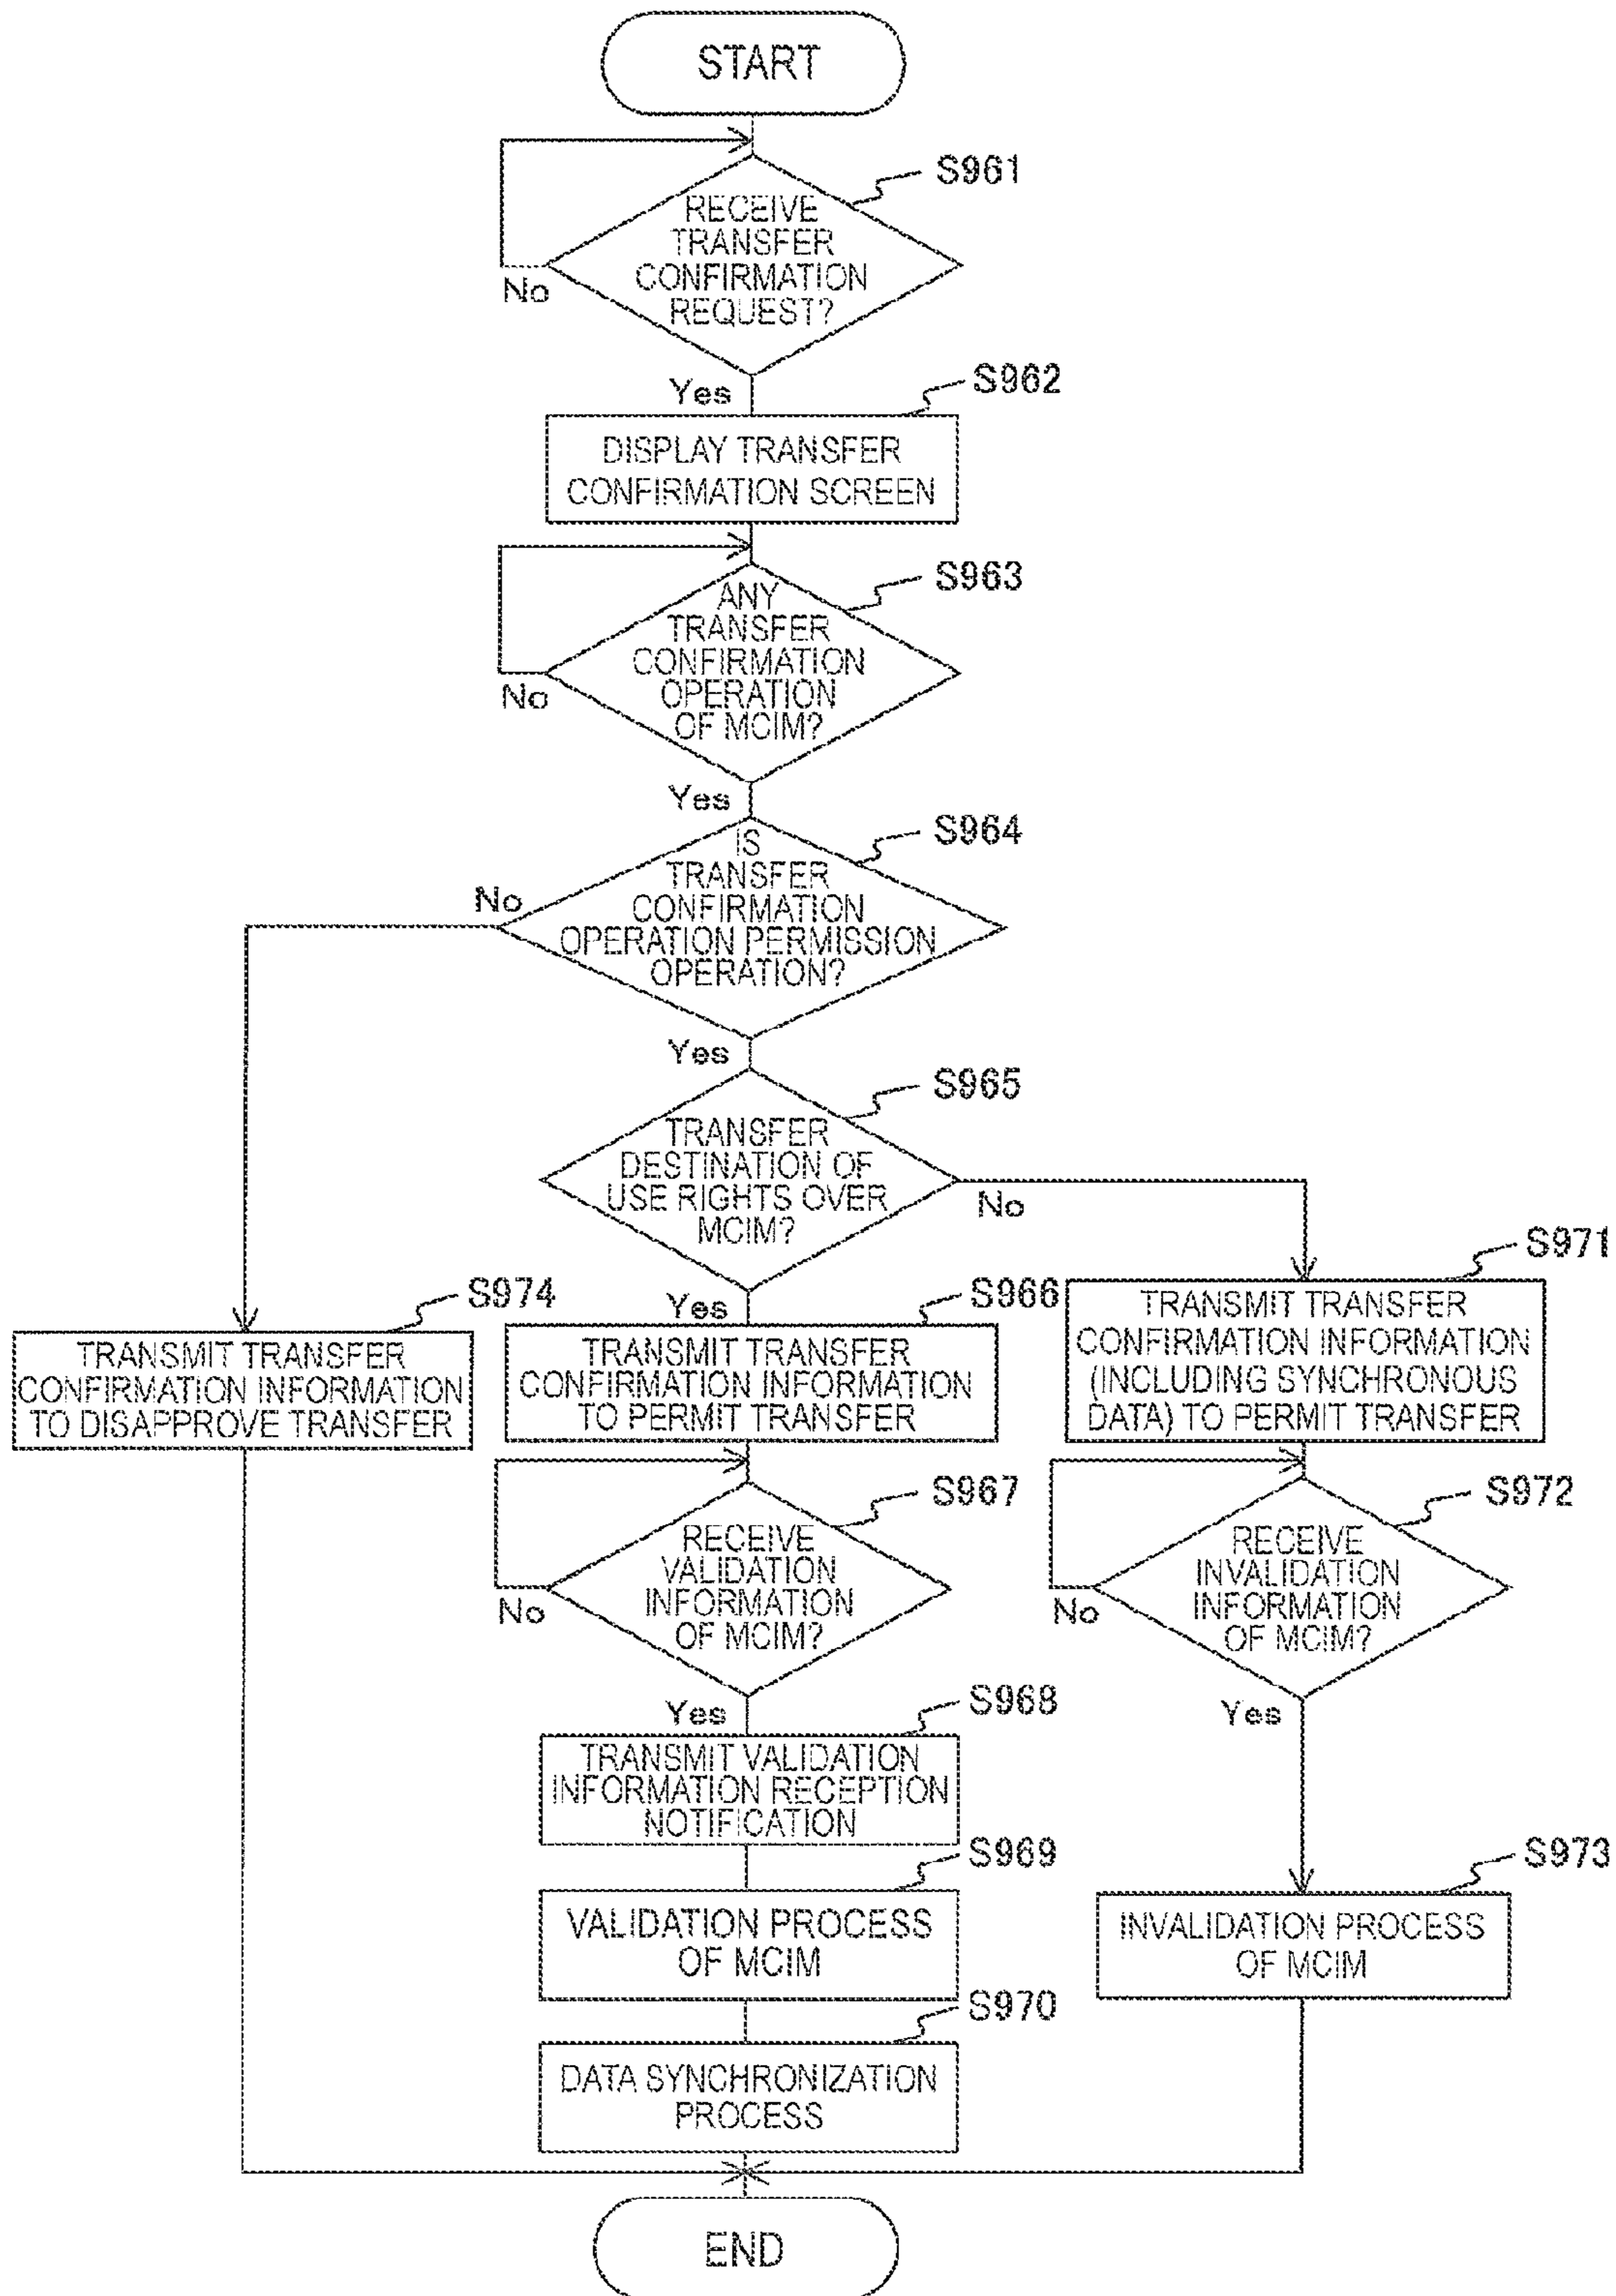 START
S961
RECEIVE
TRANSFER
CONFIRMATION
REQUEST?
No
Yes
S962
DISPLAY TRANSFER
CONFIRMATION SCREEN
S963
ANY
TRANSFER
CONFIRMATION
OPERATION
OF MCIM?
No
Yes
S964
IS
TRANSFER
CONFIRMATION
OPERATION PERMISSION
OPERATION?
No
Yes
S965
TRANSFER
DESTINATION OF
USE RIGHTS OVER
MCIM?
No
Yes
S974
TRANSMIT TRANSFER
CONFIRMATION INFORMATION
TO DISAPPROVE TRANSFER
S966
TRANSMIT TRANSFER
CONFIRMATION INFORMATION
TO PERMIT TRANSFER
S971
TRANSMIT TRANSFER
CONFIRMATION INFORMATION
(INCLUDING SYNCHRONOUS
DATA) TO PERMIT TRANSFER
S967
RECEIVE
VALIDATION
INFORMATION
OF MCIM?
No
Yes
S972
RECEIVE
INVALIDATION
INFORMATION
OF MCIM?
No
Yes
S968
TRANSMIT VALIDATION
INFORMATION RECEPTION
NOTIFICATION
S969
VALIDATION PROCESS
OF MCIM
S973
INVALIDATION PROCESS
OF MCIM
S970
DATA SYNCHRONIZATION
PROCESS
END